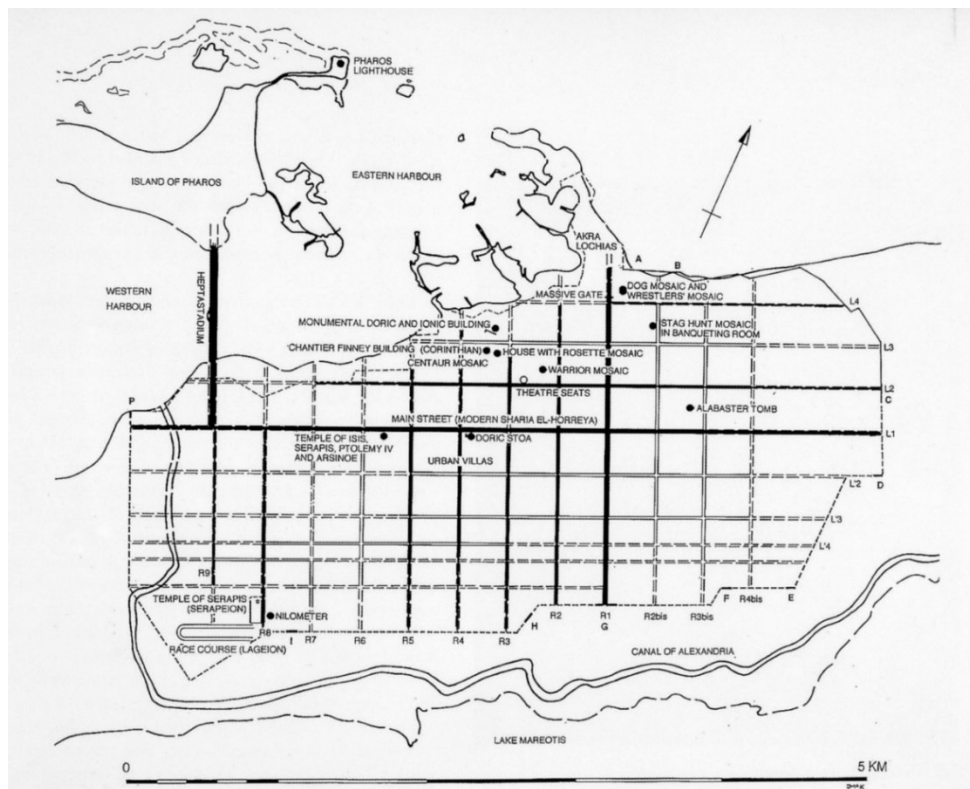 PHAROS
LIGHTHOUSE
ISLAND OF PHAROS
EASTERN HARBOUR
AKRA
LOCHIAS
A
B
WESTERN
HARBOUR
HEPTASTADIUM
MASSIVE GATE
DOG MOSAIC AND
WRESTLERS' MOSAIC
L4
MONUMENTAL DORIC AND IONIC BUILDING
STAG HUNT MOSAIC
IN BANQUETING ROOM
CHANTIER FINNEY BUILDING (CORINTHIAN)
HOUSE WITH ROSETTE MOSAIC
L3
CENTAUR MOSAIC
WARRIOR MOSAIC
THEATRE SEATS
L2
P
C
ALABASTER TOMB
MAIN STREET (MODERN SHARIA EL-HORREYA)
L1
TEMPLE OF ISIS,
SERAPIS, PTOLEMY IV
AND ARSINOE
DORIC STOA
URBAN VILLAS
L'2
D
L'3
L'4
R9
TEMPLE OF SERAPIS
(SERAPEION)
NILOMETER
F
R4bis
E
R2
R1
R2bis
R3bis
H
G
R8
I
R7
R6
R5
R4
R3
RACE COURSE (LAGEION)
CANAL OF ALEXANDRIA
LAKE MAREOTIS
0
5 KM